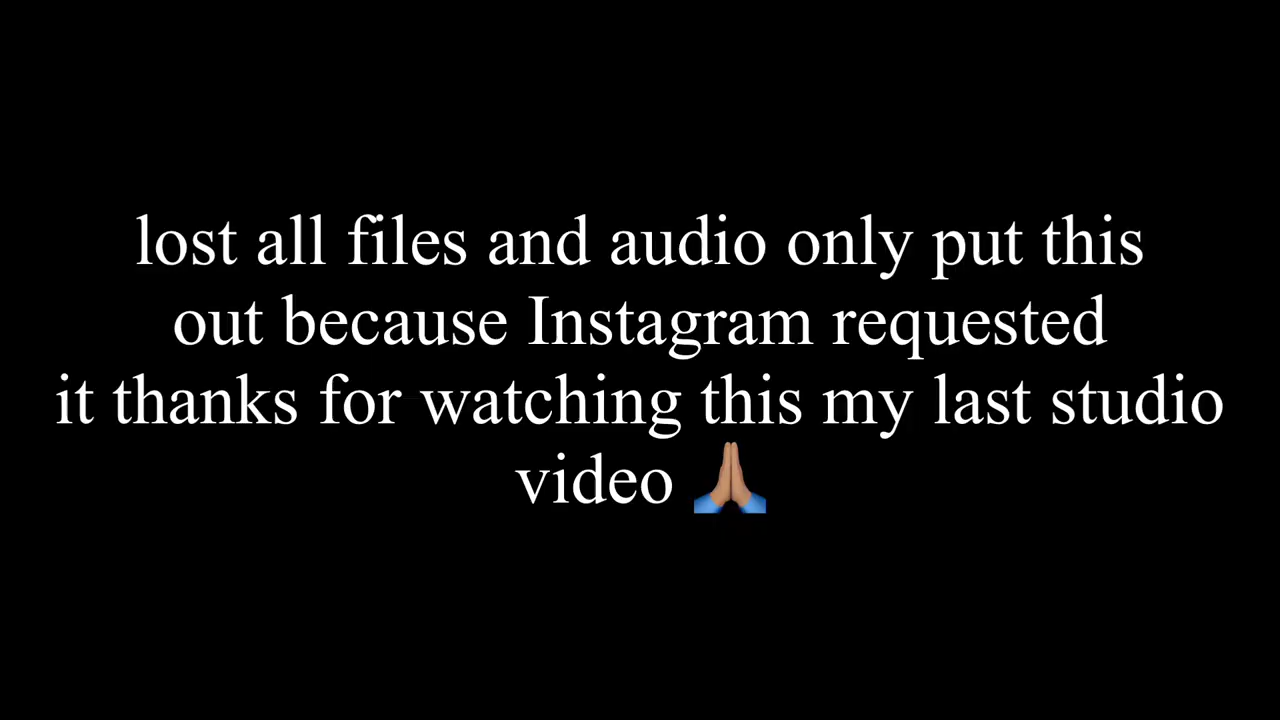 lost all files and audio only put this
out because Instagram requested
it thanks for watching this my last studio
video 🙏🏽